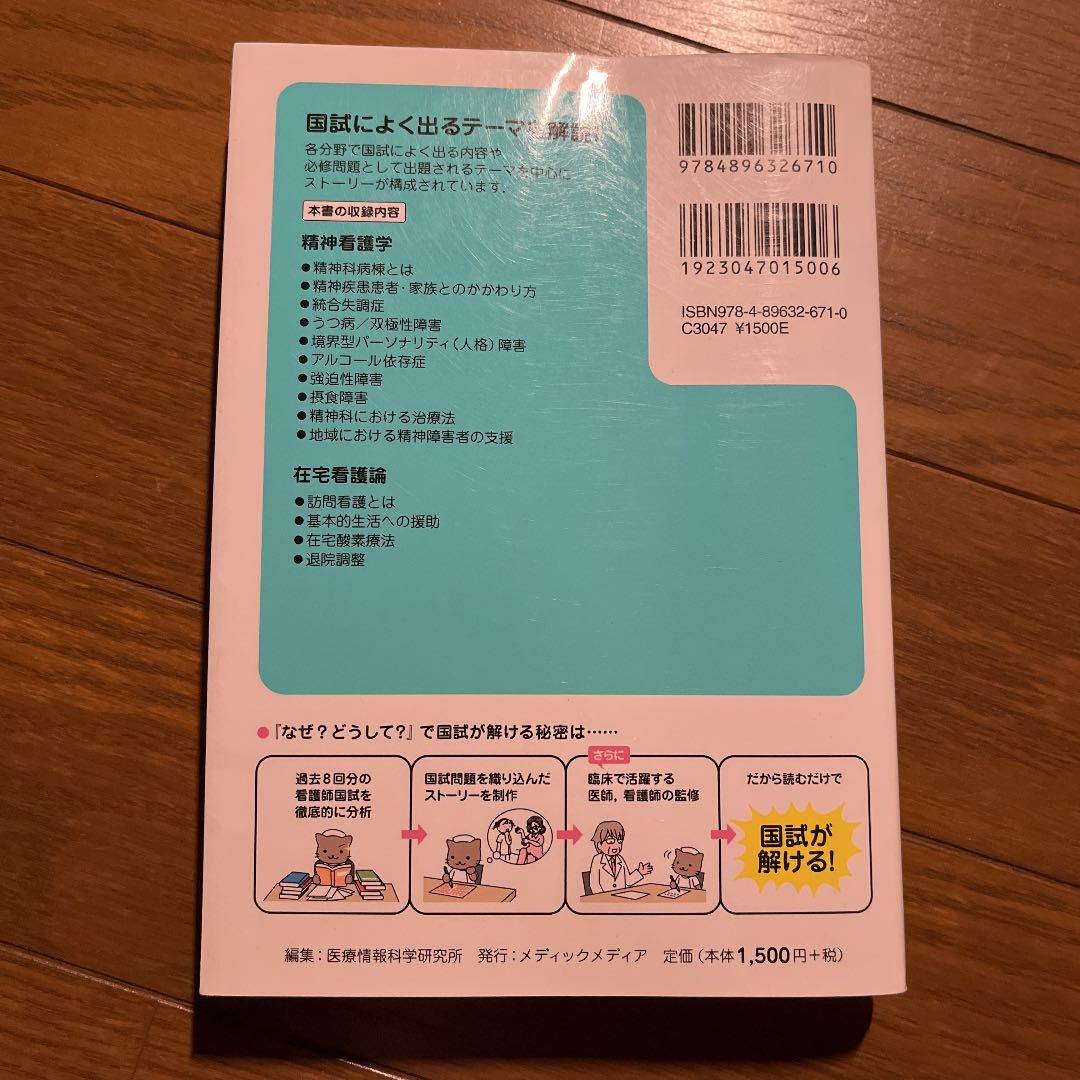 国試によく出るテーマを解説!
各分野で国試によく出る内容や
必修問題として出題されるテーマを中心に
ストーリーが構成されています.
本書の収録内容
精神看護学
●精神科病棟とは
●精神疾患患者・家族とのかかわり方
●統合失調症
●うつ病／双極性障害
●境界型パーソナリティ(人格)障害
●アルコール依存症
●強迫性障害
●摂食障害
●精神科における治療法
●地域における精神障害者の支援
在宅看護論
●訪問看護とは
●基本的生活への援助
●在宅酸素療法
●退院調整
9784896326710
1923047015006
ISBN978-4-89632-671-0
C3047 ¥1500E
●『なぜ？どうして？』で国試が解ける秘密は……
過去8回分の
看護師国試を
徹底的に分析
国試問題を織り込んだ
ストーリーを制作
さらに
臨床で活躍する
医師,看護師の監修
だから読むだけで
国試が
解ける!
編集：医療情報科学研究所　発行：メディックメディア　定価(本体1,500円＋税)